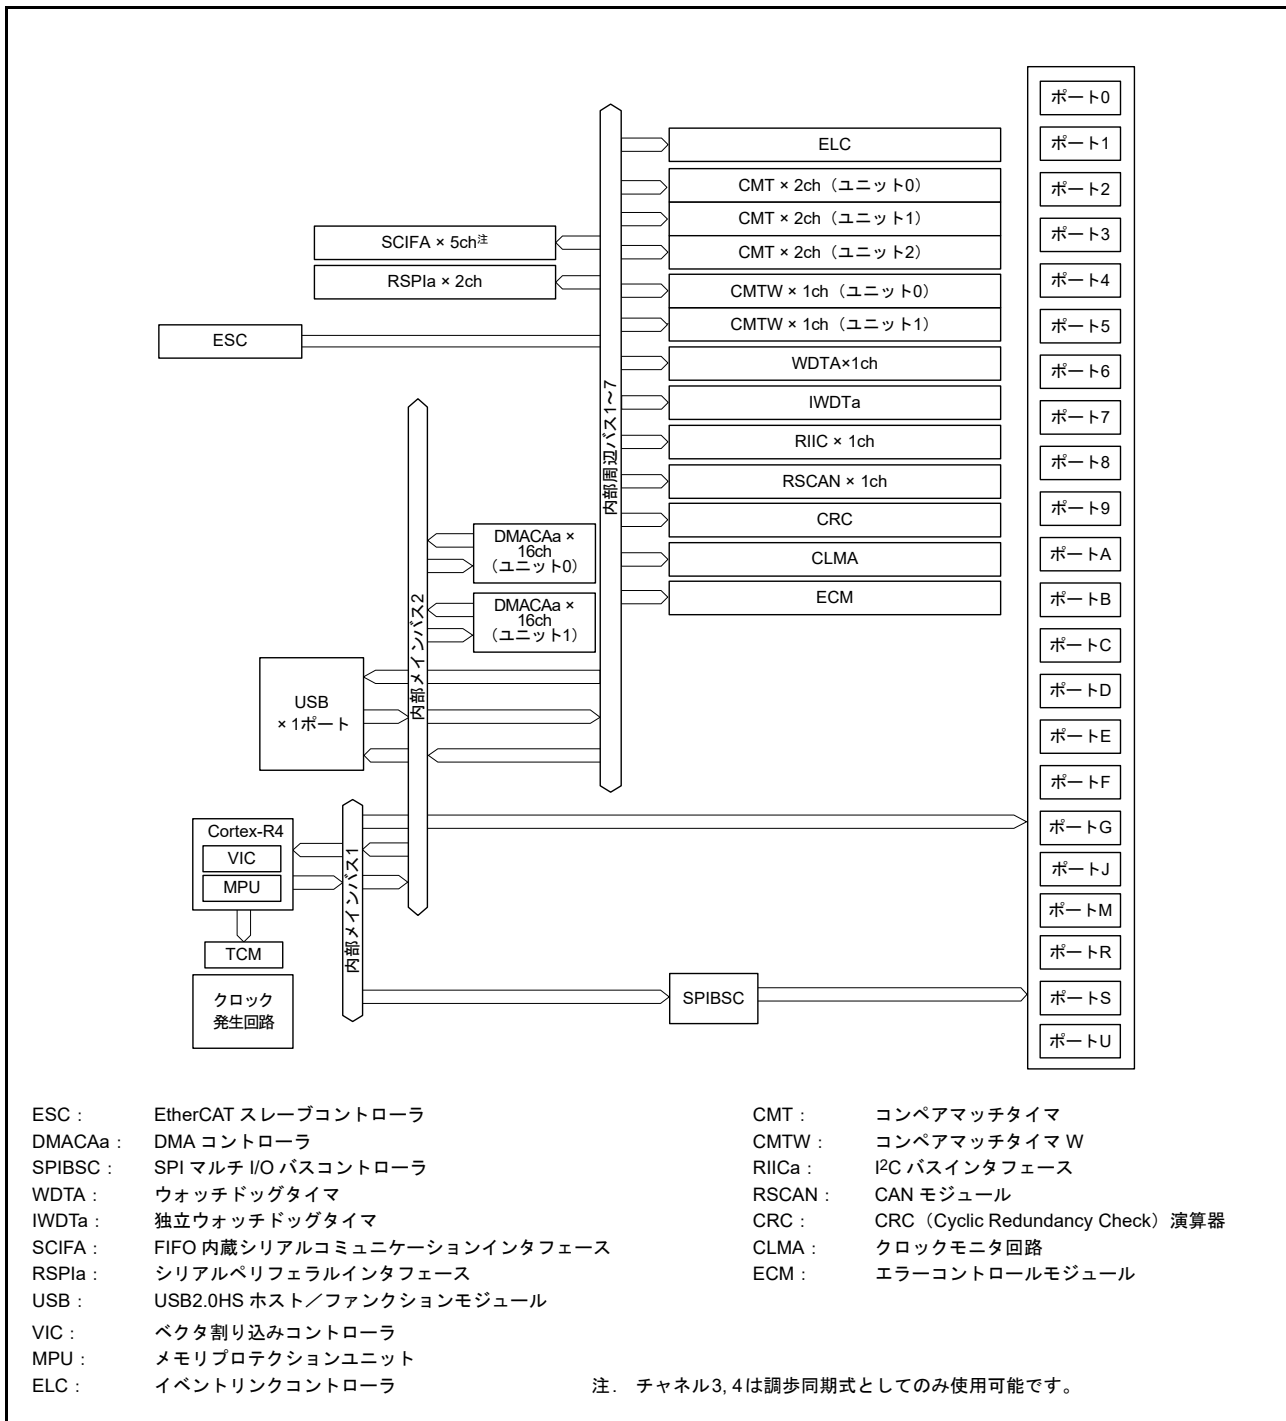 ポート0
ポート1
ELC
CMT × 2ch（ユニット0）
ポート2
CMT × 2ch（ユニット1）
ポート3
SCIFA × 5ch注
CMT × 2ch（ユニット2）
RSPIa × 2ch
ポート4
CMTW × 1ch（ユニット0）
CMTW × 1ch（ユニット1）
ポート5
ESC
WDTA×1ch
ポート6
IWDTa
ポート7
内部周辺バス1～7
RIIC × 1ch
ポート8
RSCAN × 1ch
ポート9
CRC
DMACAa ×
16ch
（ユニット0）
CLMA
ポートA
ECM
ポートB
DMACAa ×
16ch
（ユニット1）
内部メインバス2
ポートC
USB
× 1ポート
ポートD
ポートE
ポートF
Cortex-R4
VIC
MPU
内部メインバス1
ポートG
ポートJ
ポートM
TCM
ポートR
クロック
発生回路
SPIBSC
ポートS
ポートU
ESC： EtherCAT スレーブコントローラ
DMACAa： DMA コントローラ
SPIBSC： SPI マルチ I/O バスコントローラ
WDTA： ウォッチドッグタイマ
IWDTa： 独立ウォッチドッグタイマ
SCIFA： FIFO 内蔵シリアルコミュニケーションインタフェース
RSPIa： シリアルペリフェラルインタフェース
USB： USB2.0HS ホスト／ファンクションモジュール
VIC： ベクタ割り込みコントローラ
MPU： メモリプロテクションユニット
ELC： イベントリンクコントローラ
CMT： コンペアマッチタイマ
CMTW： コンペアマッチタイマ W
RIICa： I2C バスインタフェース
RSCAN： CAN モジュール
CRC： CRC（Cyclic Redundancy Check）演算器
CLMA： クロックモニタ回路
ECM： エラーコントロールモジュール
注． チャネル3, 4は調歩同期式としてのみ使用可能です。